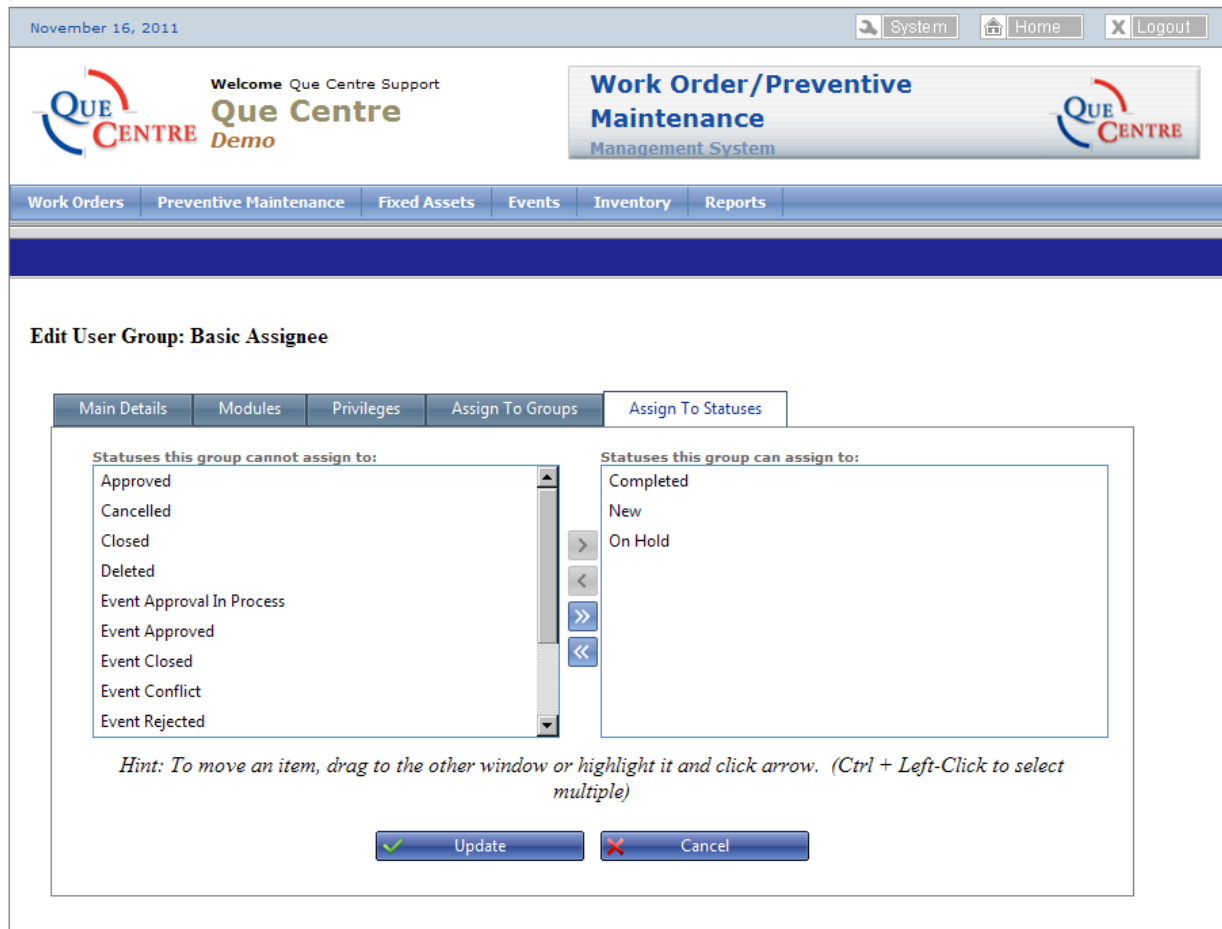 November 16, 2011
System
Home
X Logout
QUE CENTRE
Welcome Que Centre Support
Que Centre
Demo
Work Order/Preventive
Maintenance
Management System
QUE CENTRE
Work Orders Preventive Maintenance Fixed Assets Events Inventory Reports
Edit User Group: Basic Assignee
Main Details Modules Privileges Assign To Groups Assign To Statuses
Statuses this group cannot assign to:
Approved
Cancelled
Closed
Deleted
Event Approval In Process
Event Approved
Event Closed
Event Conflict
Event Rejected
Statuses this group can assign to:
Completed
New
On Hold
Hint: To move an item, drag to the other window or highlight it and click arrow. (Ctrl + Left-Click to select
multiple)
Update
Cancel